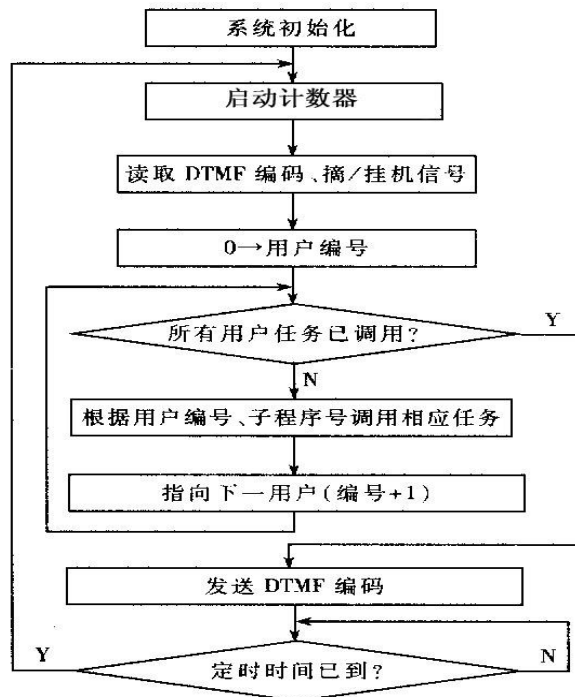 系统初始化
启动计数器
读取 DTMF 编码、摘/挂机信号
0→用户编号
所有用户任务已调用?
Y
N
根据用户编号、子程序号调用相应任务
指向下一用户(编号+1)
发送 DTMF 编码
Y
定时时间已到?
N